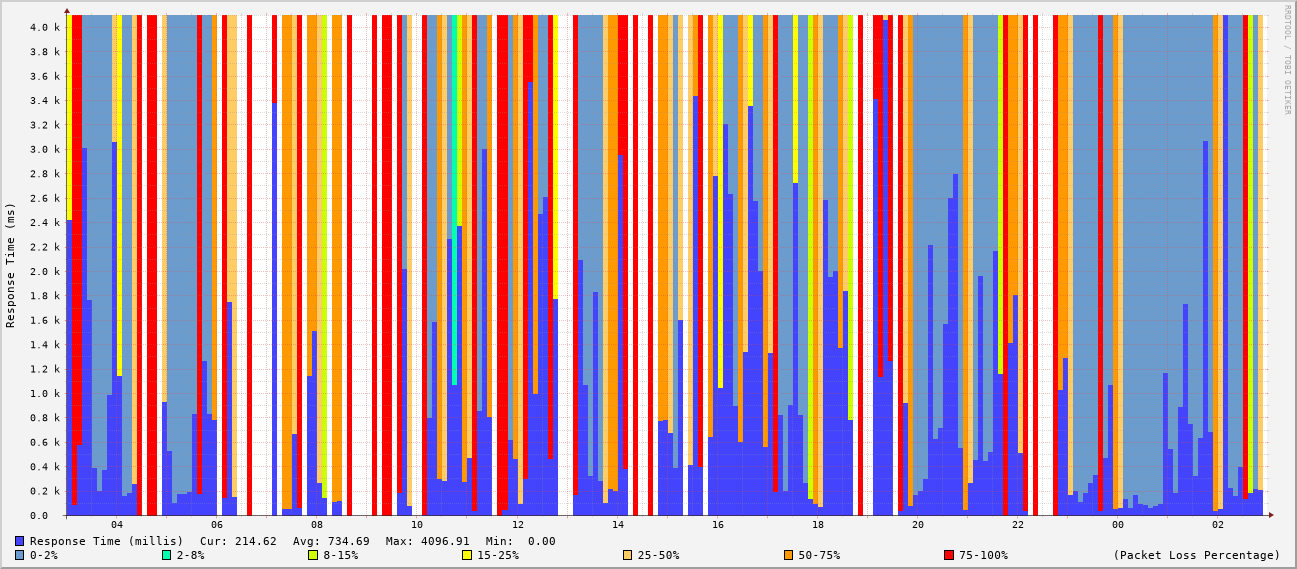 RRDTOOL / TOBI OETIKER
Response Time (ms)
4.0 k
3.8 k
3.6 k
3.4 k
3.2 k
3.0 k
2.8 k
2.6 k
2.4 k
2.2 k
2.0 k
1.8 k
1.6 k
1.4 k
1.2 k
1.0 k
0.8 k
0.6 k
0.4 k
0.2 k
0.0
04 06 08 10 12 14 16 18 20 22 00 02
Response Time (millis) Cur: 214.62 Avg: 734.69 Max: 4096.91 Min: 0.00
0-2% 2-8% 8-15% 15-25% 25-50% 50-75% 75-100% (Packet Loss Percentage)